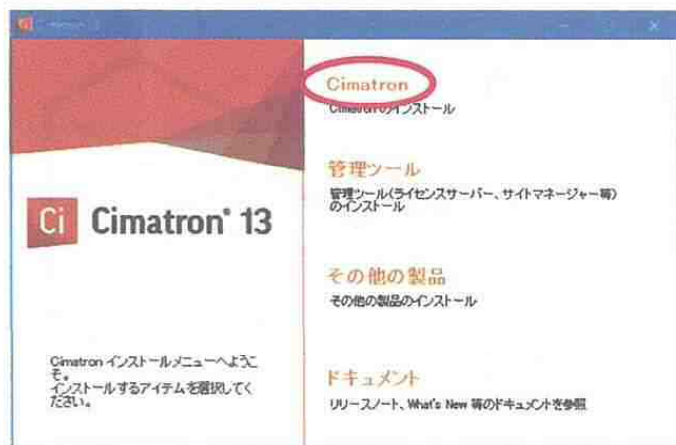 Cimatron 13
Cimatron
Cimatronのインストール
管理ツール
管理ツール(ライセンスサーバー、サイトマネージャー等)
のインストール
Ci Cimatron® 13
その他の製品
その他の製品のインストール
Cimatron インストールメニューへようこ
そ。
インストールするアイテムを選択してく
ださい。
ドキュメント
リリースノート、What's New 等のドキュメントを参照